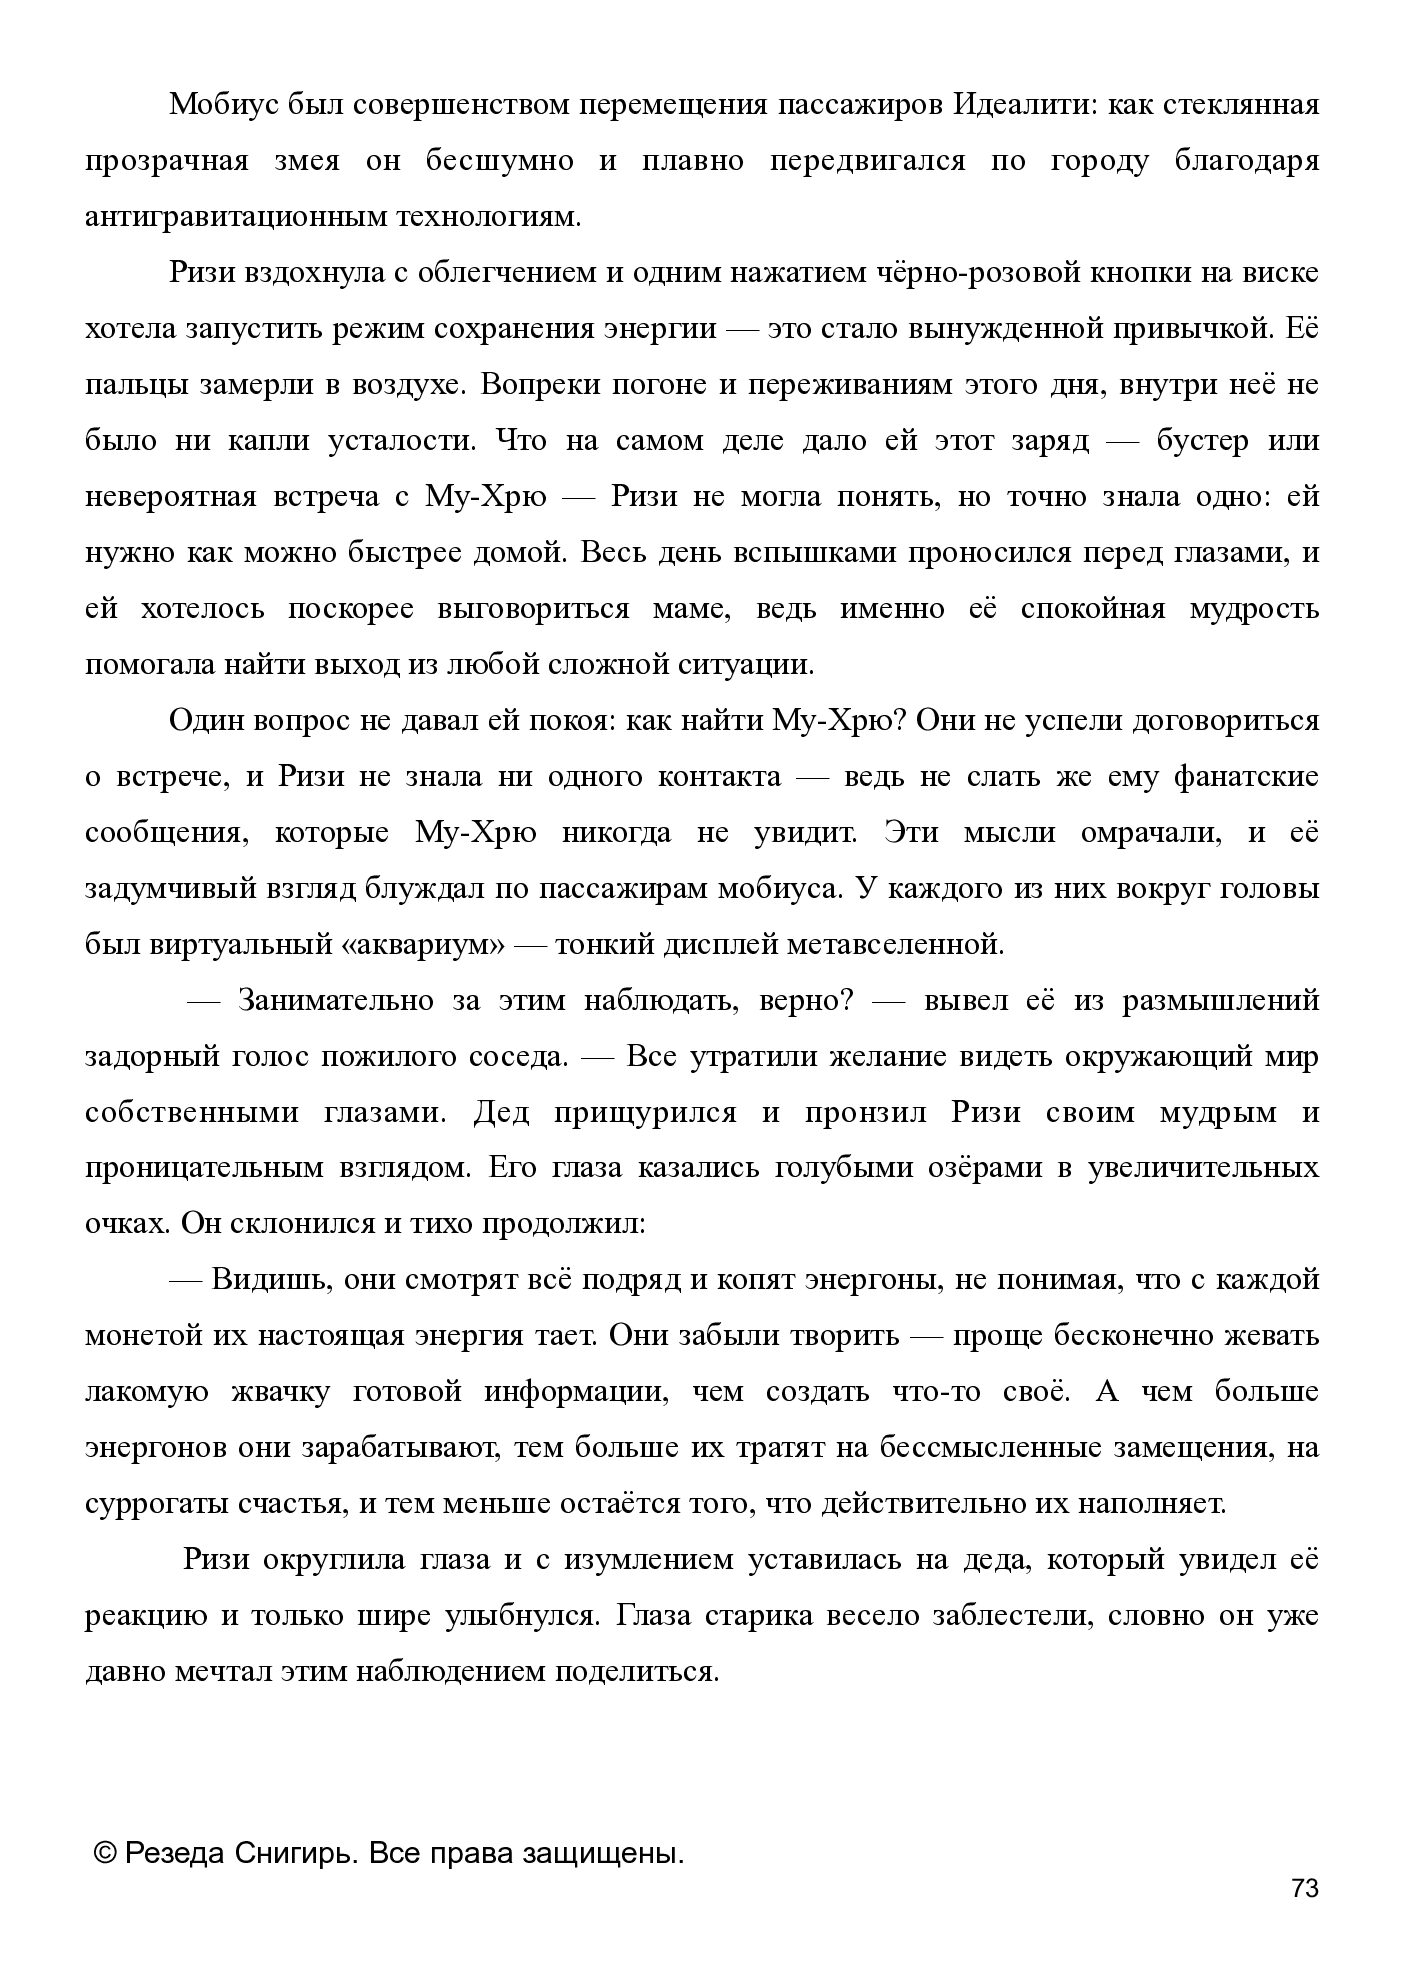 Мобиус был совершенством перемещения пассажиров Идеалити: как стеклянная
прозрачная змея он бесшумно и плавно передвигался по городу благодаря
антигравитационным технологиям.
Ризи вздохнула с облегчением и одним нажатием чёрно-розовой кнопки на виске
хотела запустить режим сохранения энергии — это стало вынужденной привычкой. Её
пальцы замерли в воздухе. Вопреки погоне и переживаниям этого дня, внутри неё не
было ни капли усталости. Что на самом деле дало ей этот заряд — бустер или
невероятная встреча с Му-Хрю — Ризи не могла понять, но точно знала одно: ей
нужно как можно быстрее домой. Весь день вспышками проносился перед глазами, и
ей хотелось поскорее выговориться маме, ведь именно её спокойная мудрость
помогала найти выход из любой сложной ситуации.
Один вопрос не давал ей покоя: как найти Му-Хрю? Они не успели договориться
о встрече, и Ризи не знала ни одного контакта — ведь не слать же ему фанатские
сообщения, которые Му-Хрю никогда не увидит. Эти мысли омрачали, и её
задумчивый взгляд блуждал по пассажирам мобиуса. У каждого из них вокруг головы
был виртуальный «аквариум» — тонкий дисплей метавселенной.
— Занимательно за этим наблюдать, верно? — вывел её из размышлений
задорный голос пожилого соседа. — Все утратили желание видеть окружающий мир
собственными глазами. Дед прищурился и пронзил Ризи своим мудрым и
проницательным взглядом. Его глаза казались голубыми озёрами в увеличительных
очках. Он склонился и тихо продолжил:
— Видишь, они смотрят всё подряд и копят энергоны, не понимая, что с каждой
монетой их настоящая энергия тает. Они забыли творить — проще бесконечно жевать
лакомую жвачку готовой информации, чем создать что-то своё. А чем больше
энергонов они зарабатывают, тем больше их тратят на бессмысленные замещения, на
суррогаты счастья, и тем меньше остаётся того, что действительно их наполняет.
Ризи округлила глаза и с изумлением уставилась на деда, который увидел её
реакцию и только шире улыбнулся. Глаза старика весело заблестели, словно он уже
давно мечтал этим наблюдением поделиться.
© Резеда Снигирь. Все права защищены.
73